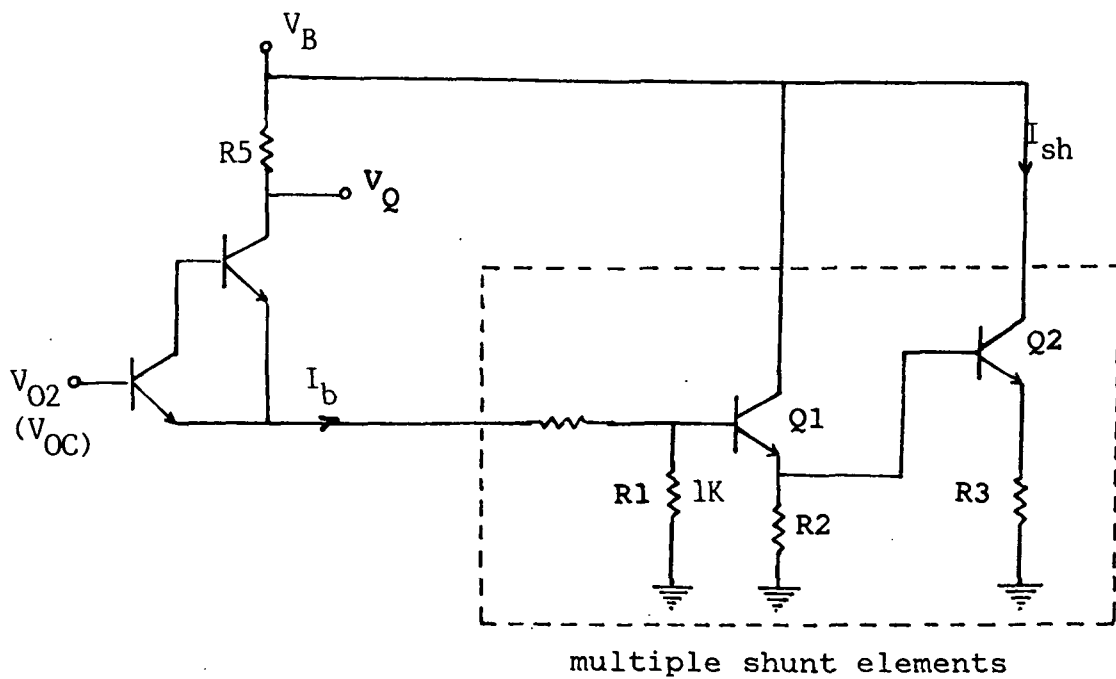 V_B
R5
V_Q
I_sh
V_O2
(V_OC)
I_b
Q1
Q2
R1 1K
R2
R3
multiple shunt elements